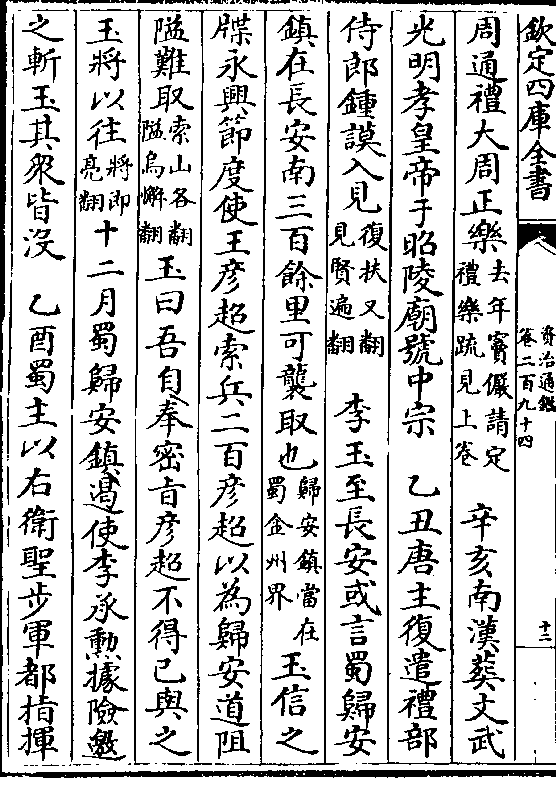 欽定四庫全書
資治通鑑
卷二百九十四
十二
周通禮大周正樂去年竇儼請定禮樂疏見上卷 辛亥南漢葬文武
光明孝皇帝于昭陵廟號中宗 乙丑唐主復遣禮部
侍郎鍾謨入見復扶又翻見賢遍翻 李玉至長安或言蜀歸安
鎮在長安南三百餘里可襲取也歸安鎮當在蜀金州界玉信之
牒永興節度使王彥超索兵二百彥超以為歸安道阻
隘難取索山各翻隘烏懈翻玉曰吾自奉密旨彥超不得已與之
玉將以往將即亮翻十二月蜀歸安鎮遏使李承勳據險邀
之斬玉其衆皆沒 乙酉蜀主以右衛聖步軍都指揮